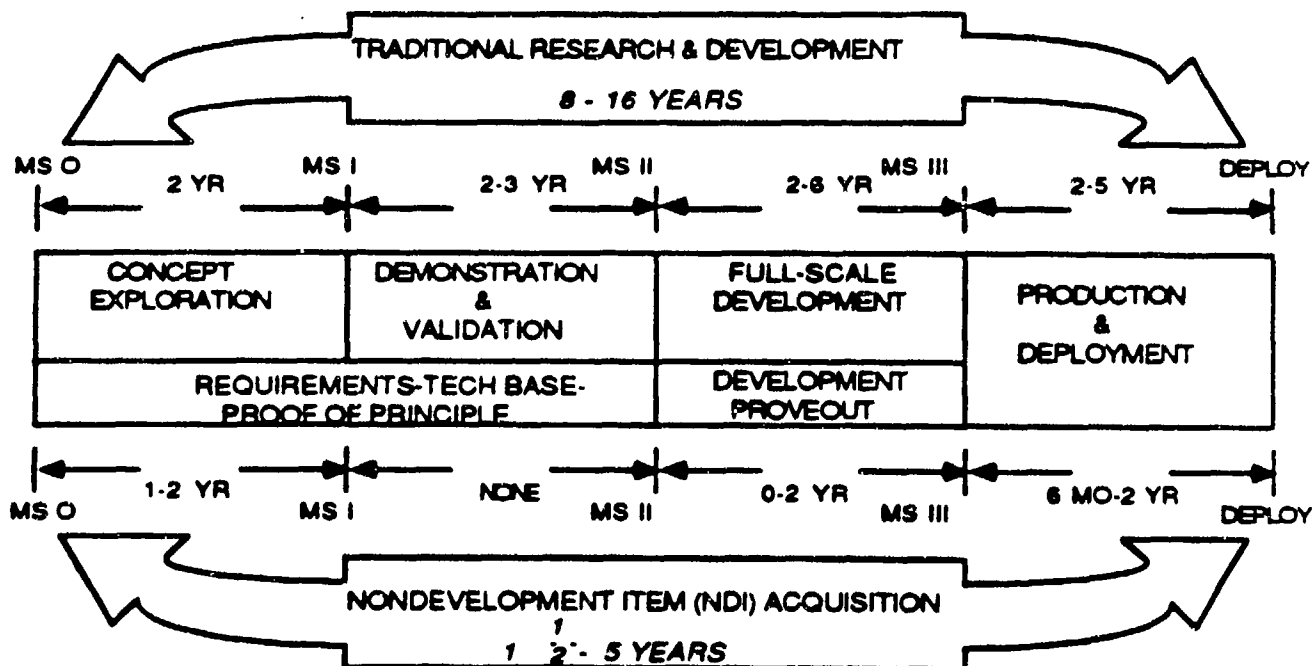 TRADITIONAL RESEARCH & DEVELOPMENT
8 - 16 YEARS
MS O MS I MS II MS III DEPLOY
2 YR 2-3 YR 2-6 YR 2-5 YR
CONCEPT
EXPLORATION
DEMONSTRATION
&
VALIDATION
FULL-SCALE
DEVELOPMENT
PRODUCTION
&
DEPLOYMENT
REQUIREMENTS-TECH BASE-
PROOF OF PRINCIPLE
DEVELOPMENT
PROVEOUT
1-2 YR NONE 0-2 YR 6 MO-2 YR
MS O MS I MS II MS III DEPLOY
NONDEVELOPMENT ITEM (NDI) ACQUISITION
1 1/2 - 5 YEARS